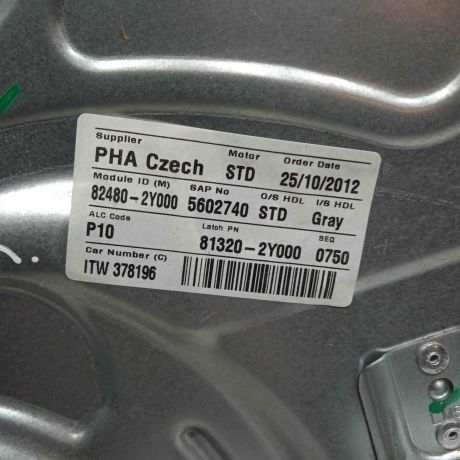 Supplier Motor Order Date
PHA Czech STD 25/10/2012
Module ID (M) SAP No O/S HDL I/S HDL
82480-2Y000 5602740 STD Gray
ALC Code Latch PN SEQ
P10 81320-2Y000 0750
Car Number (C)
ITW 378196